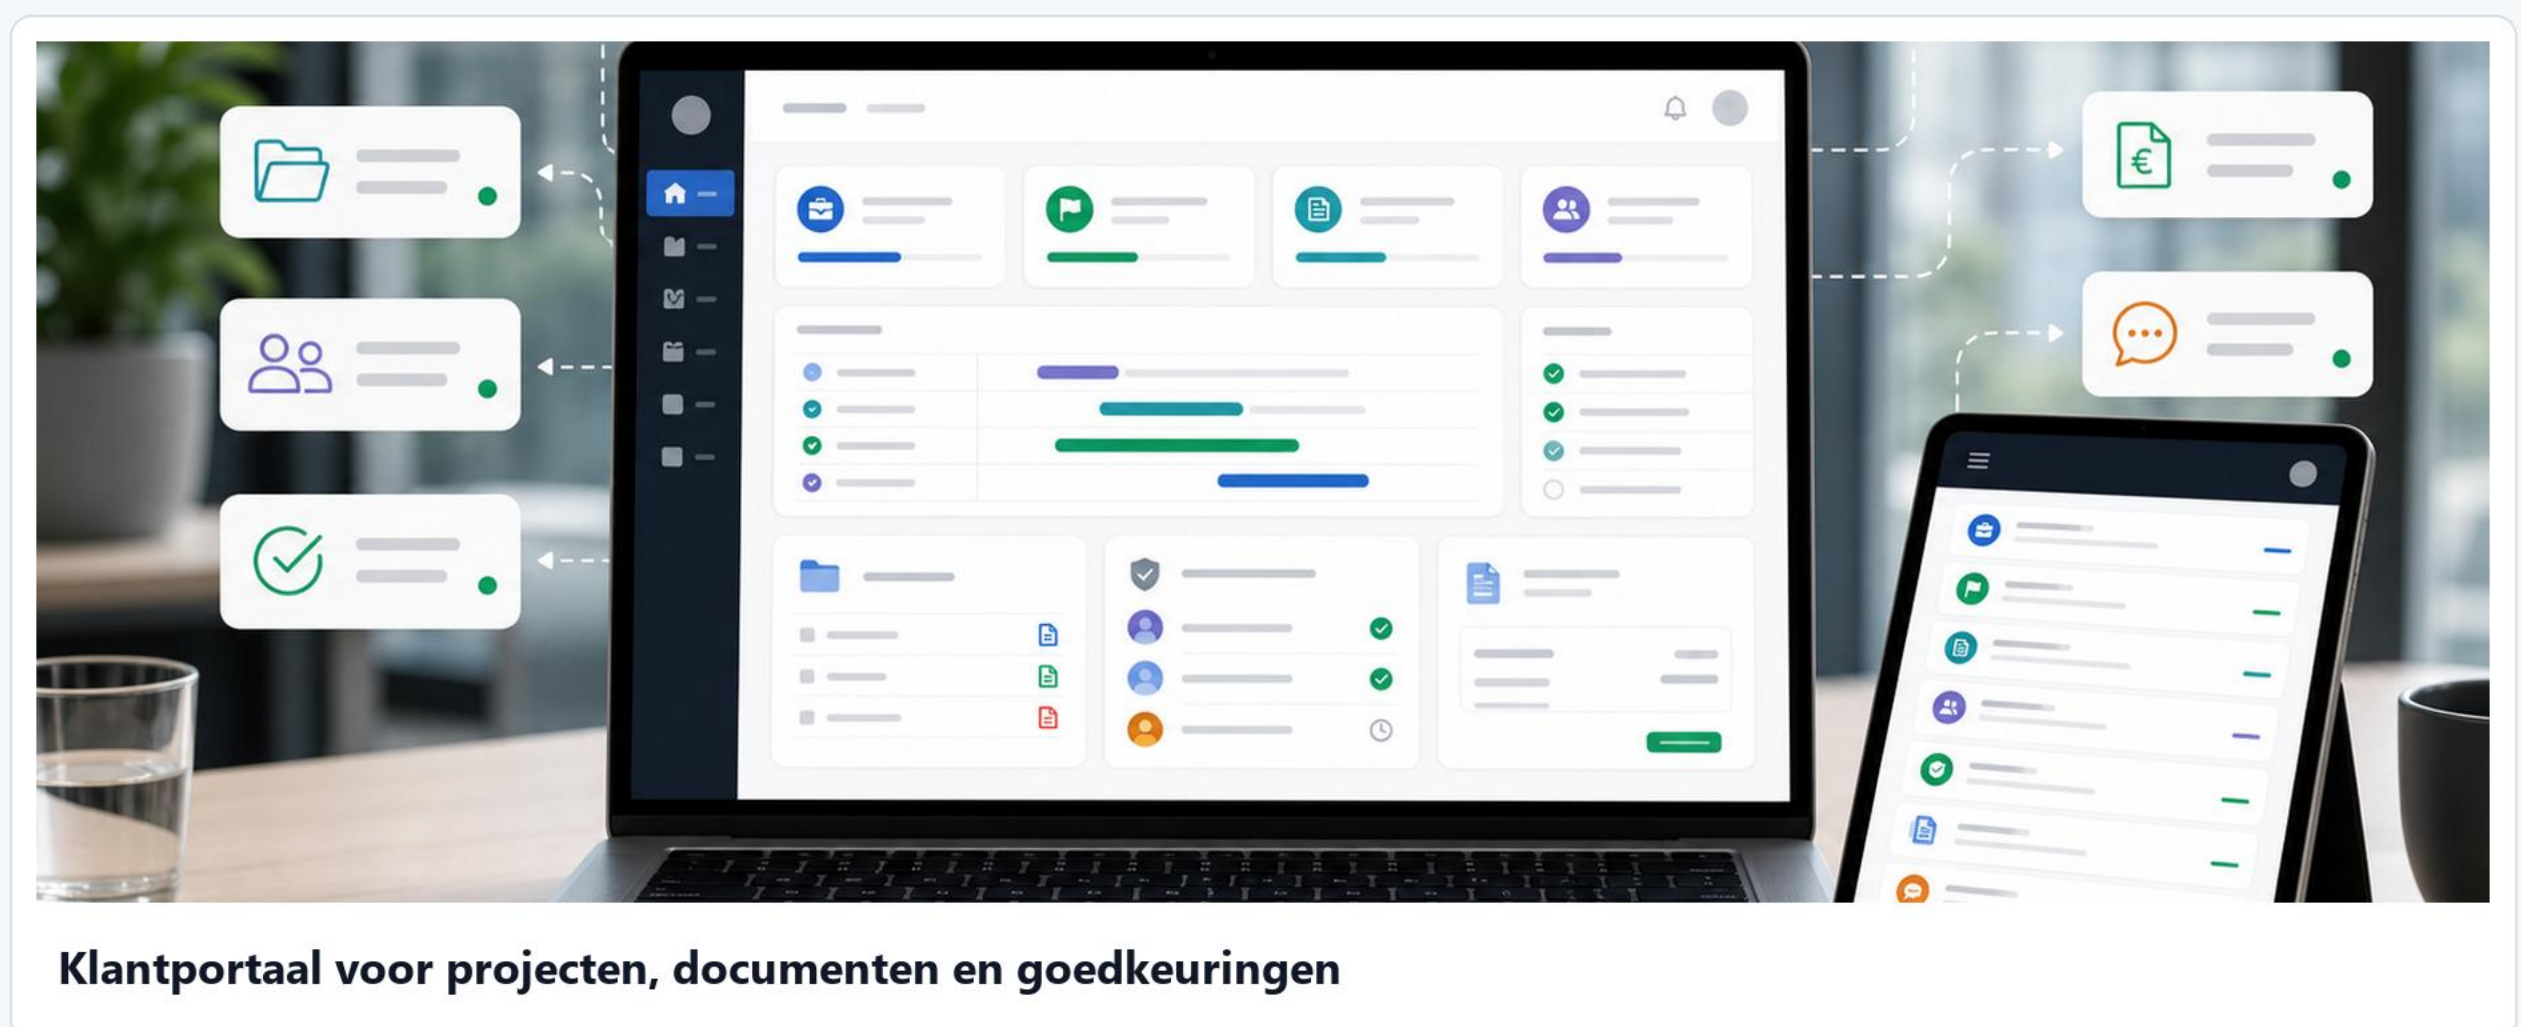 €
Klantportaal voor projecten, documenten en goedkeuringen